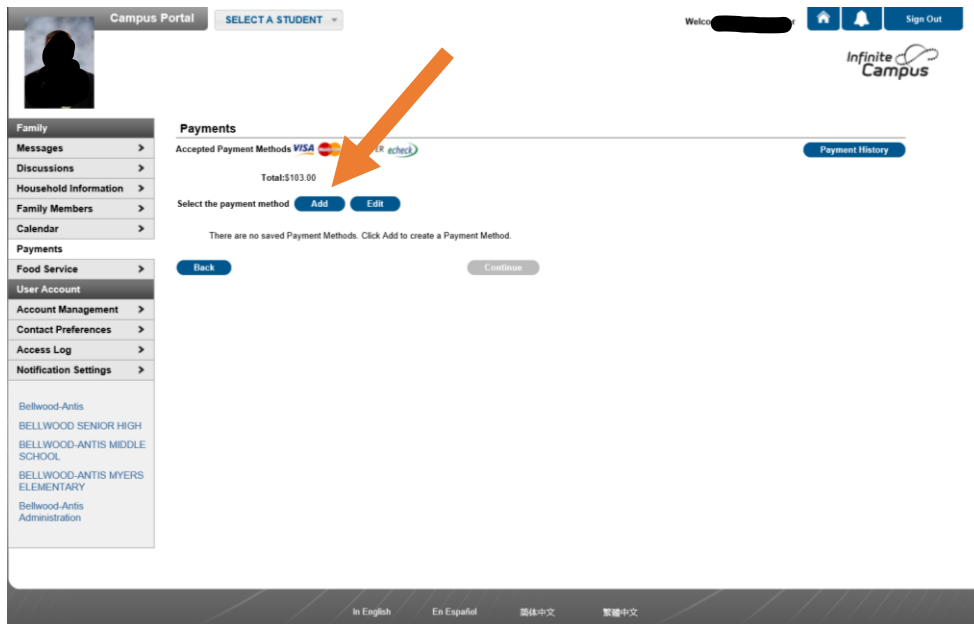 Campus Portal
SELECT A STUDENT
Welco
Sign Out
Infinite
Campus
Family
Messages
Discussions
Household Information
Family Members
Calendar
Payments
Food Service
User Account
Account Management
Contact Preferences
Access Log
Notification Settings
Bellwood-Antis
BELLWOOD SENIOR HIGH
BELLWOOD-ANTIS MIDDLE
SCHOOL
BELLWOOD-ANTIS MYERS
ELEMENTARY
Bellwood-Antis
Administration
Payments
Accepted Payment Methods VISA ER echeck
Payment History
Total:$103.00
Select the payment method Add Edit
There are no saved Payment Methods. Click Add to create a Payment Method.
Back Continue
In English En Español 简体中文 繁體中文